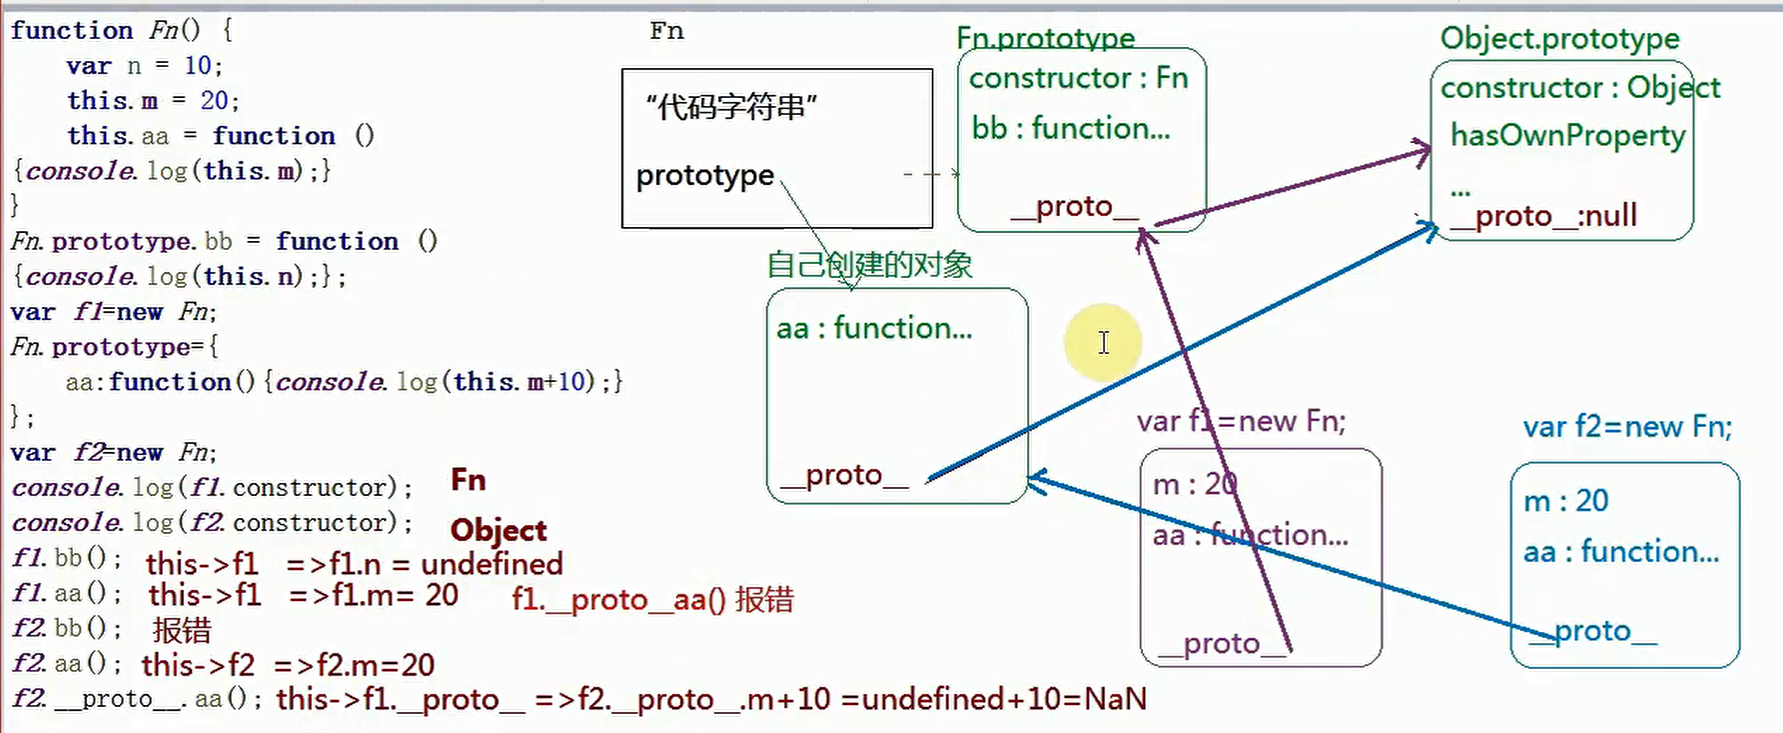 function Fn() {
var n = 10;
this.m = 20;
this.aa = function ()
{console.log(this.m);}
}
Fn.prototype.bb = function ()
{console.log(this.n);};
var f1=new Fn;
Fn.prototype={
aa:function(){console.log(this.m+10);}
};
var f2=new Fn;
console.log(f1.constructor); Fn
console.log(f2.constructor); Object
f1.bb(); this->f1 =>f1.n = undefined
f1.aa(); this->f1 =>f1.m= 20 f1.__proto__aa() 报错
f2.bb(); 报错
f2.aa(); this->f2 =>f2.m=20
f2.__proto__.aa(); this->f1.__proto__ =>f2.__proto__.m+10 =undefined+10=NaN
Fn
“代码字符串”
prototype
Fn.prototype
constructor : Fn
bb : function...
__proto__
Object.prototype
constructor : Object
hasOwnProperty
...
__proto__:null
自己创建的对象
aa : function...
__proto__
var f1=new Fn;
m : 20
aa : function...
__proto__
var f2=new Fn;
m : 20
aa : function...
__proto__